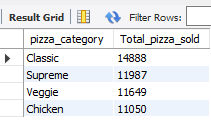 Result Grid Filter Rows:
pizza_category Total_pizza_sold
Classic 14888
Supreme 11987
Veggie 11649
Chicken 11050